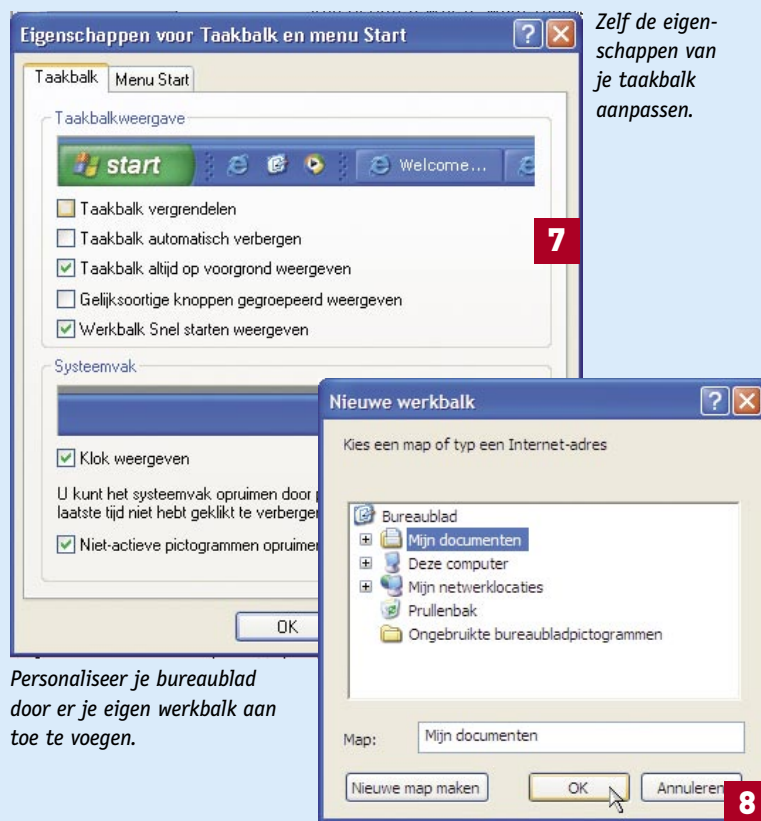 Eigenschappen voor Taakbalk en menu Start
Taakbalk
Menu Start
Taakbalkweergave
start
Welcome...
Taakbalk vergrendelen
Taakbalk automatisch verbergen
Taakbalk altijd op voorgrond weergeven
Gelijksoortige knoppen gegroepeerd weergeven
Werkbalk Snel starten weergeven
7
Systeemvak
Klok weergeven
U kunt het systeemvak opruimen door
laatste tijd niet hebt geklikt te verberge
Niet-actieve pictogrammen opruime
OK
Zelf de eigen-
schappen van
je taakbalk
aanpassen.
Personaliseer je bureaublad
door er je eigen werkbalk aan
toe te voegen.
Nieuwe werkbalk
Kies een map of typ een Internet-adres
Bureaublad
Mijn documenten
Deze computer
Mijn netwerklocaties
Prullenbak
Ongebruikte bureaubladpictogrammen
Map: Mijn documenten
Nieuwe map maken
OK
Annuleren
8